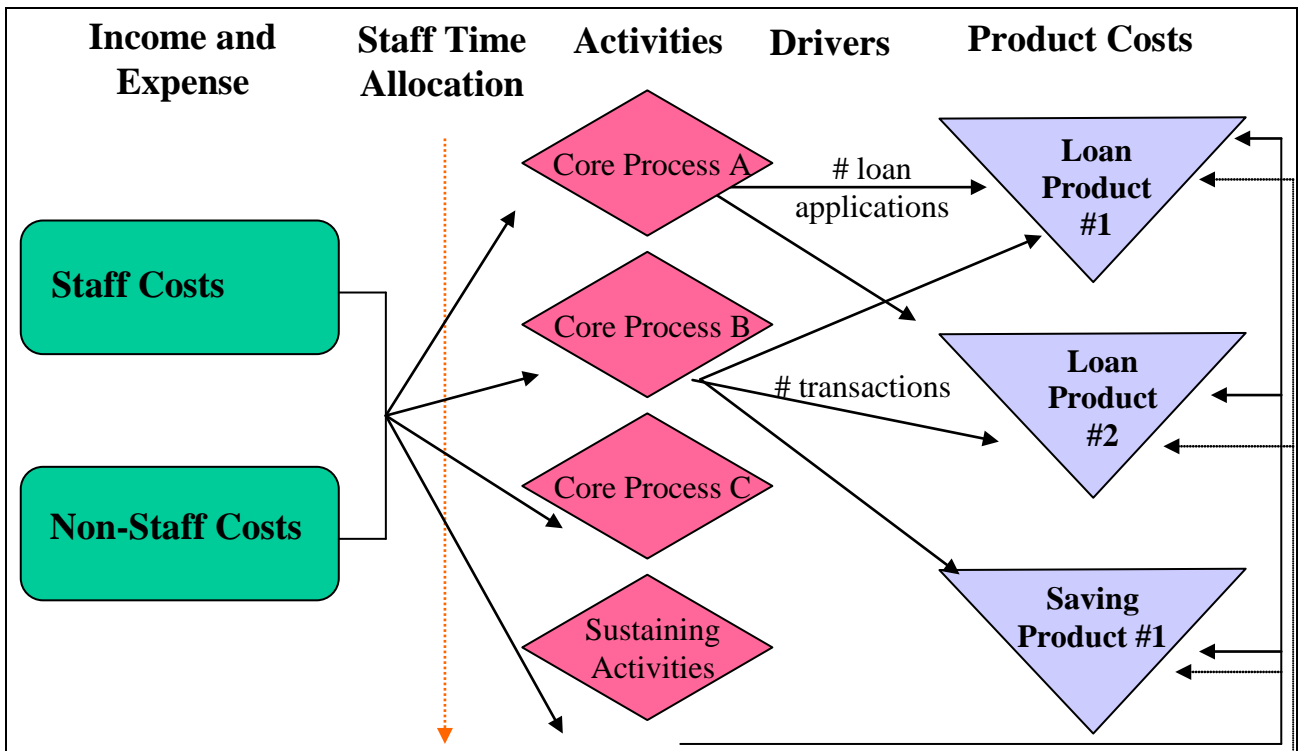 Income and
Expense
Staff Time
Allocation
Activities
Drivers
Product Costs
Staff Costs
Non-Staff Costs
Core Process A
Core Process B
Core Process C
Sustaining
Activities
# loan
applications
# transactions
Loan
Product
#1
Loan
Product
#2
Saving
Product #1